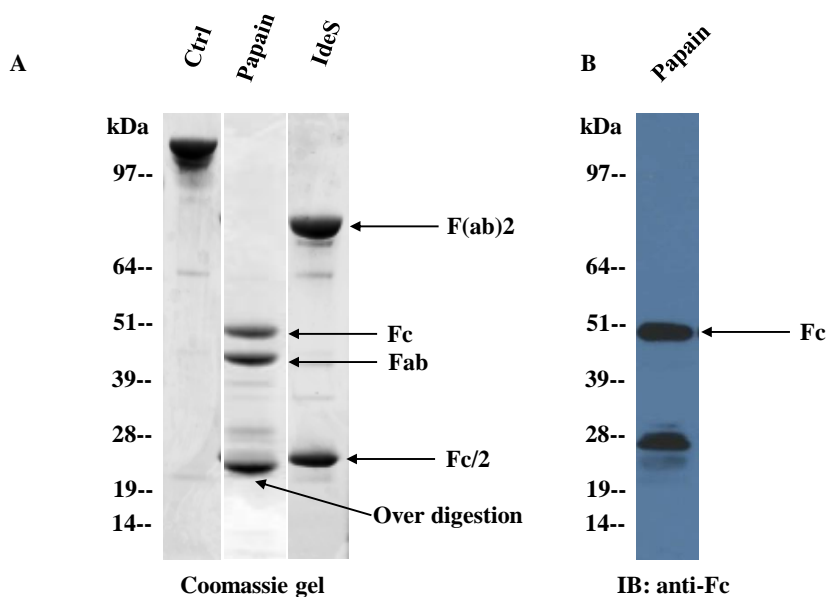 A
Ctrl
Papain
IdeS
kDa
97--
64--
51--
39--
28--
19--
14--
F(ab)2
Fc
Fab
Fc/2
Over digestion
Coomassie gel
B
Papain
kDa
97--
64--
51--
39--
28--
19--
14--
Fc
IB: anti-Fc